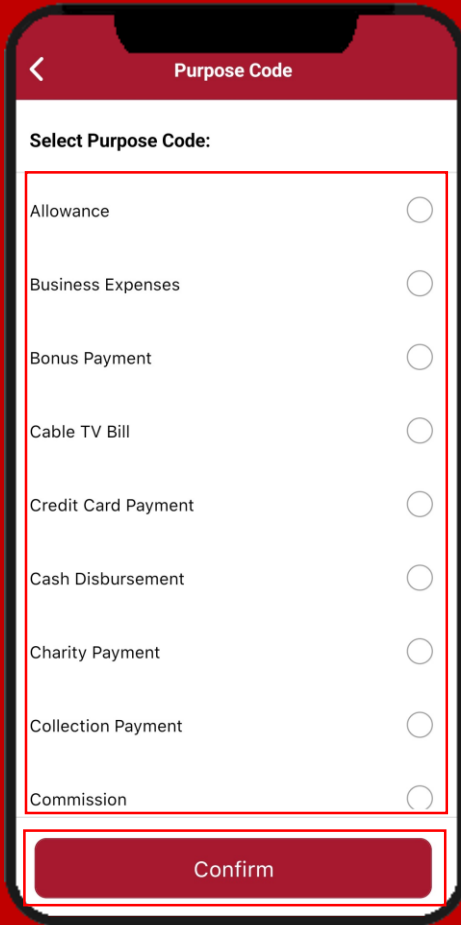 Purpose Code
Select Purpose Code:
Allowance
Business Expenses
Bonus Payment
Cable TV Bill
Credit Card Payment
Cash Disbursement
Charity Payment
Collection Payment
Commission
Confirm